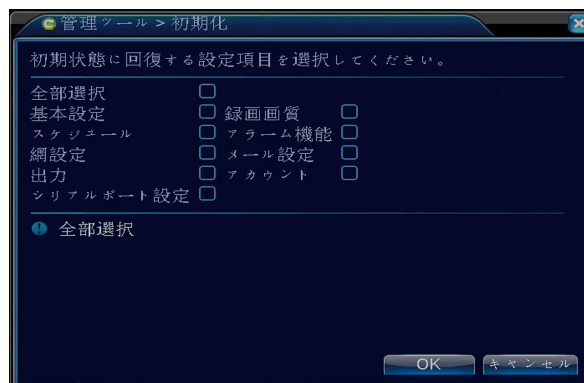 管理ツール > 初期化
初期状態に回復する設定項目を選択してください。
全部選択
基本設定 録画画質
スケジュール アラーム機能
網設定 メール設定
出力 アカウント
シリアルポート設定
全部選択
OK キャンセル